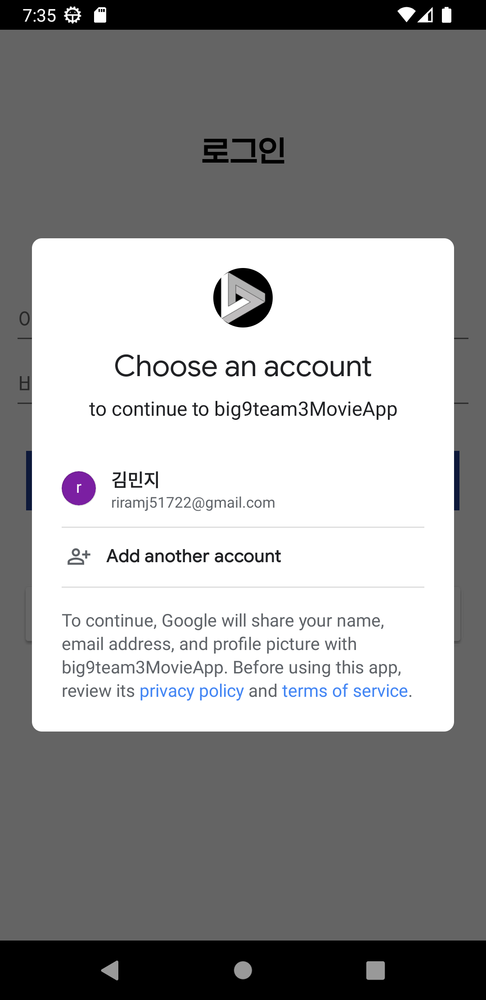 7:35
로그인
Choose an account
to continue to big9team3MovieApp
r
김민지
riramj51722@gmail.com
Add another account
To continue, Google will share your name,
email address, and profile picture with
big9team3MovieApp. Before using this app,
review its privacy policy and terms of service.